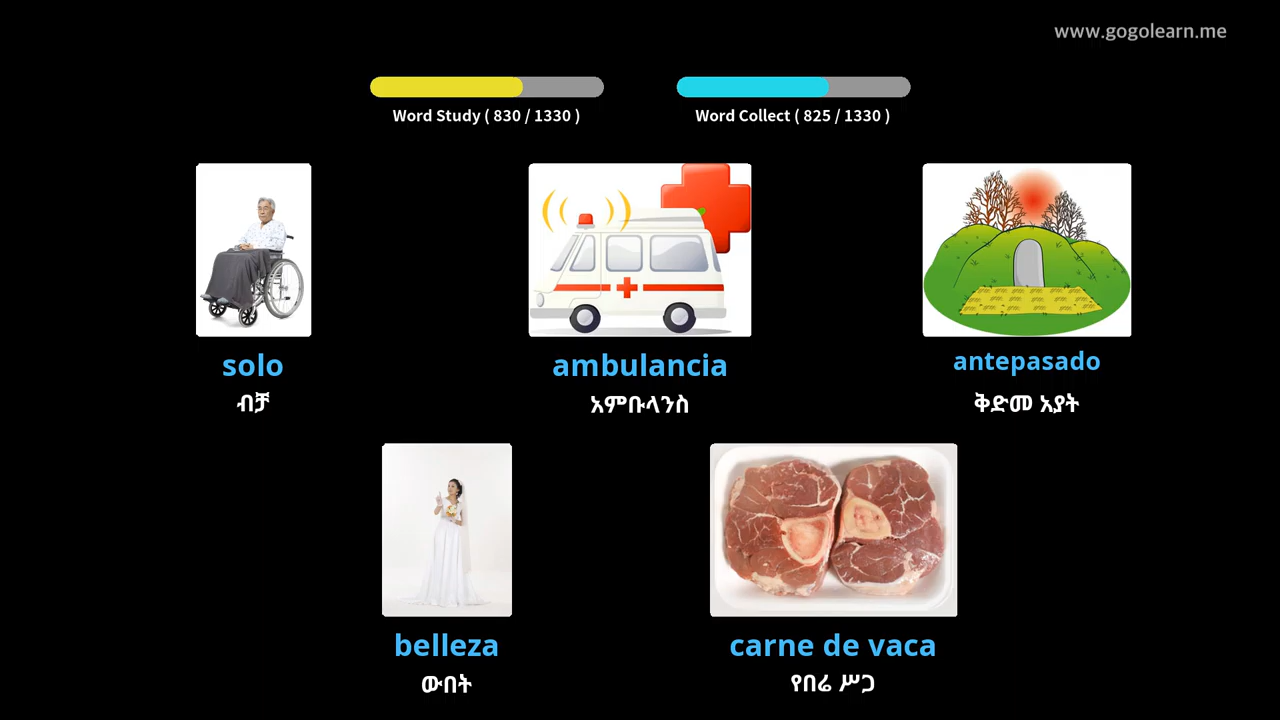 www.gogolearn.me
Word Study ( 830 / 1330 )
Word Collect ( 825 / 1330 )
solo
ብቻ
ambulancia
አምቡላንስ
antepasado
ቅድመ አያት
belleza
ውበት
carne de vaca
የበሬ ሥጋ